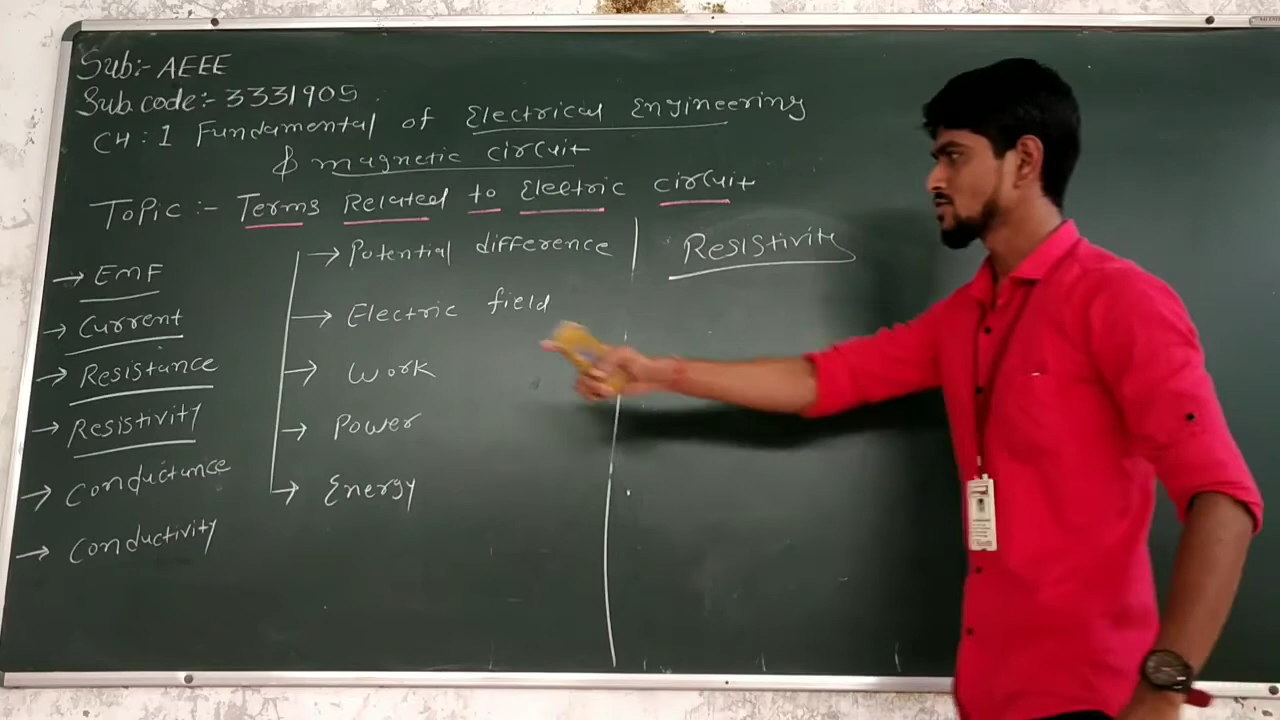 Sub:- AEEE
Sub.code:- 3331905
CH:1 Fundamental of Electrical Engineering
& magnetic circuit
Topic:- Terms Related to Electric circuit
→ EMF
→ Current
→ Resistance
→ Resistivity
→ Conductance
→ Conductivity
→ Potential difference
→ Electric field
→ Work
→ Power
→ Energy
Resistivity